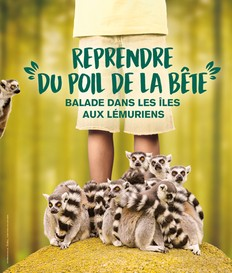 REPRENDRE
DU POIL DE LA BÊTE
BALADE DANS LES ÎLES
AUX LÉMURIENS